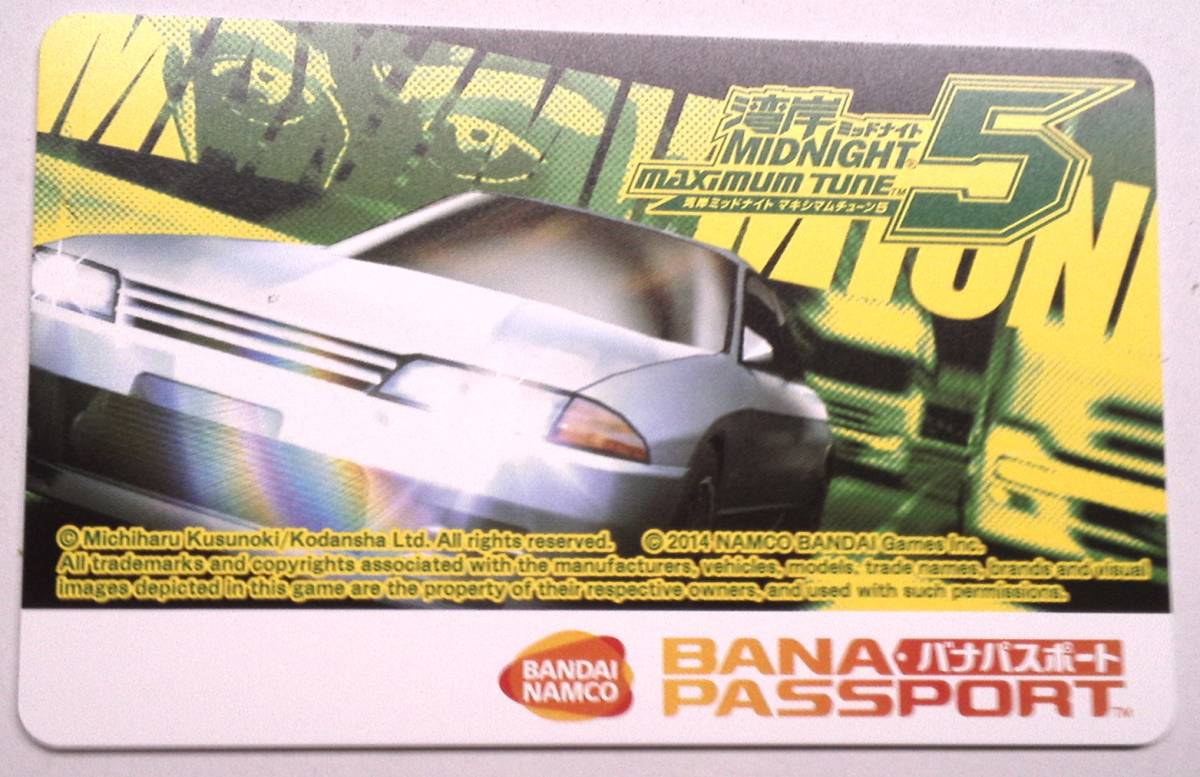 湾岸 ミッドナイト
MIDNIGHT®
MAXIMUM TUNE™ 5
湾岸ミッドナイト マキシマムチューン5
© Michiharu Kusunoki/Kodansha Ltd. All rights reserved. © 2014 NAMCO BANDAI Games Inc.
All trademarks and copyrights associated with the manufacturers, vehicles, models, trade names, brands and visual
images depicted in this game are the property of their respective owners, and used with such permissions.
BANDAI
NAMCO
BANA・バナパスポート
PASSPORT™